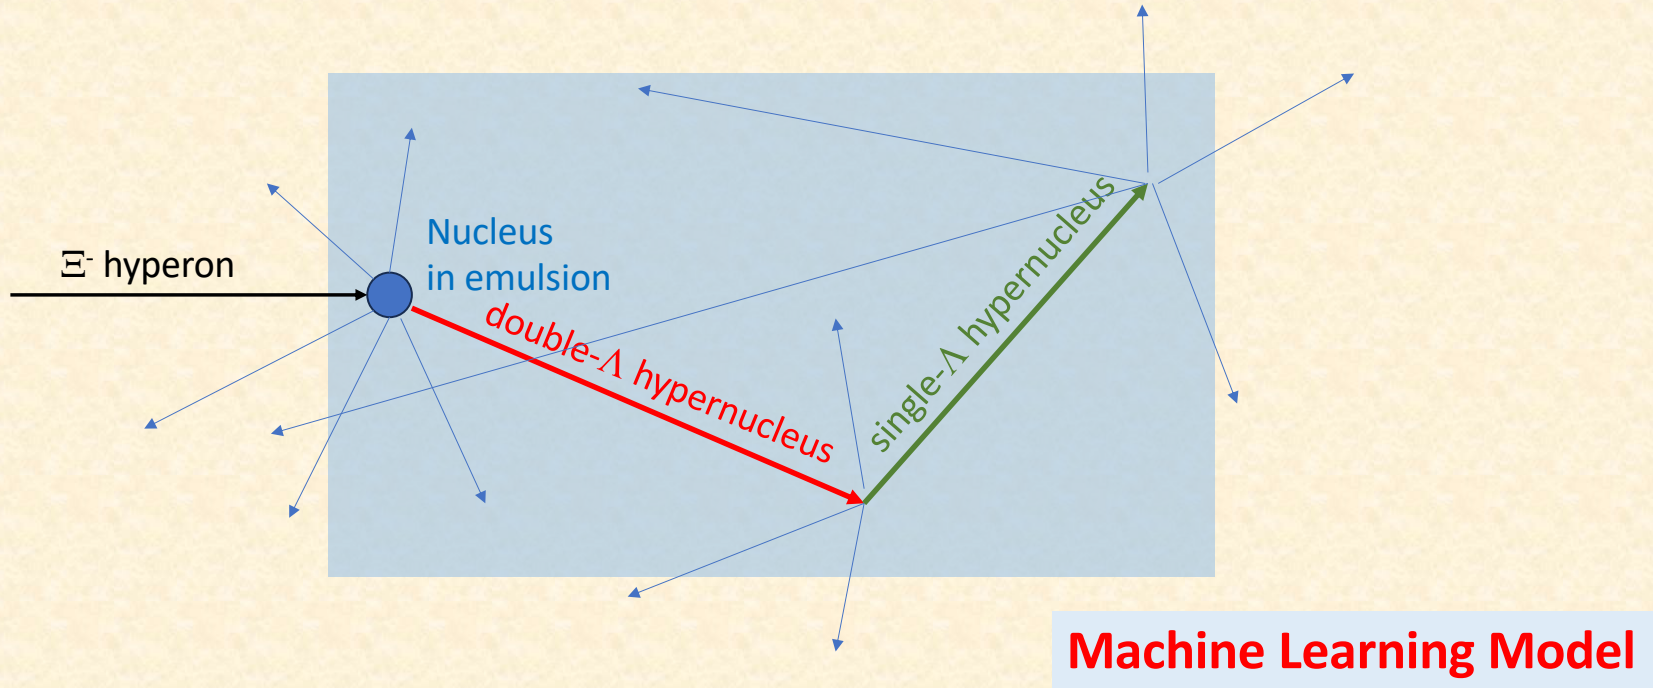 Ξ⁻ hyperon
Nucleus
in emulsion
double-Λ hypernucleus
single-Λ hypernucleus
Machine Learning Model